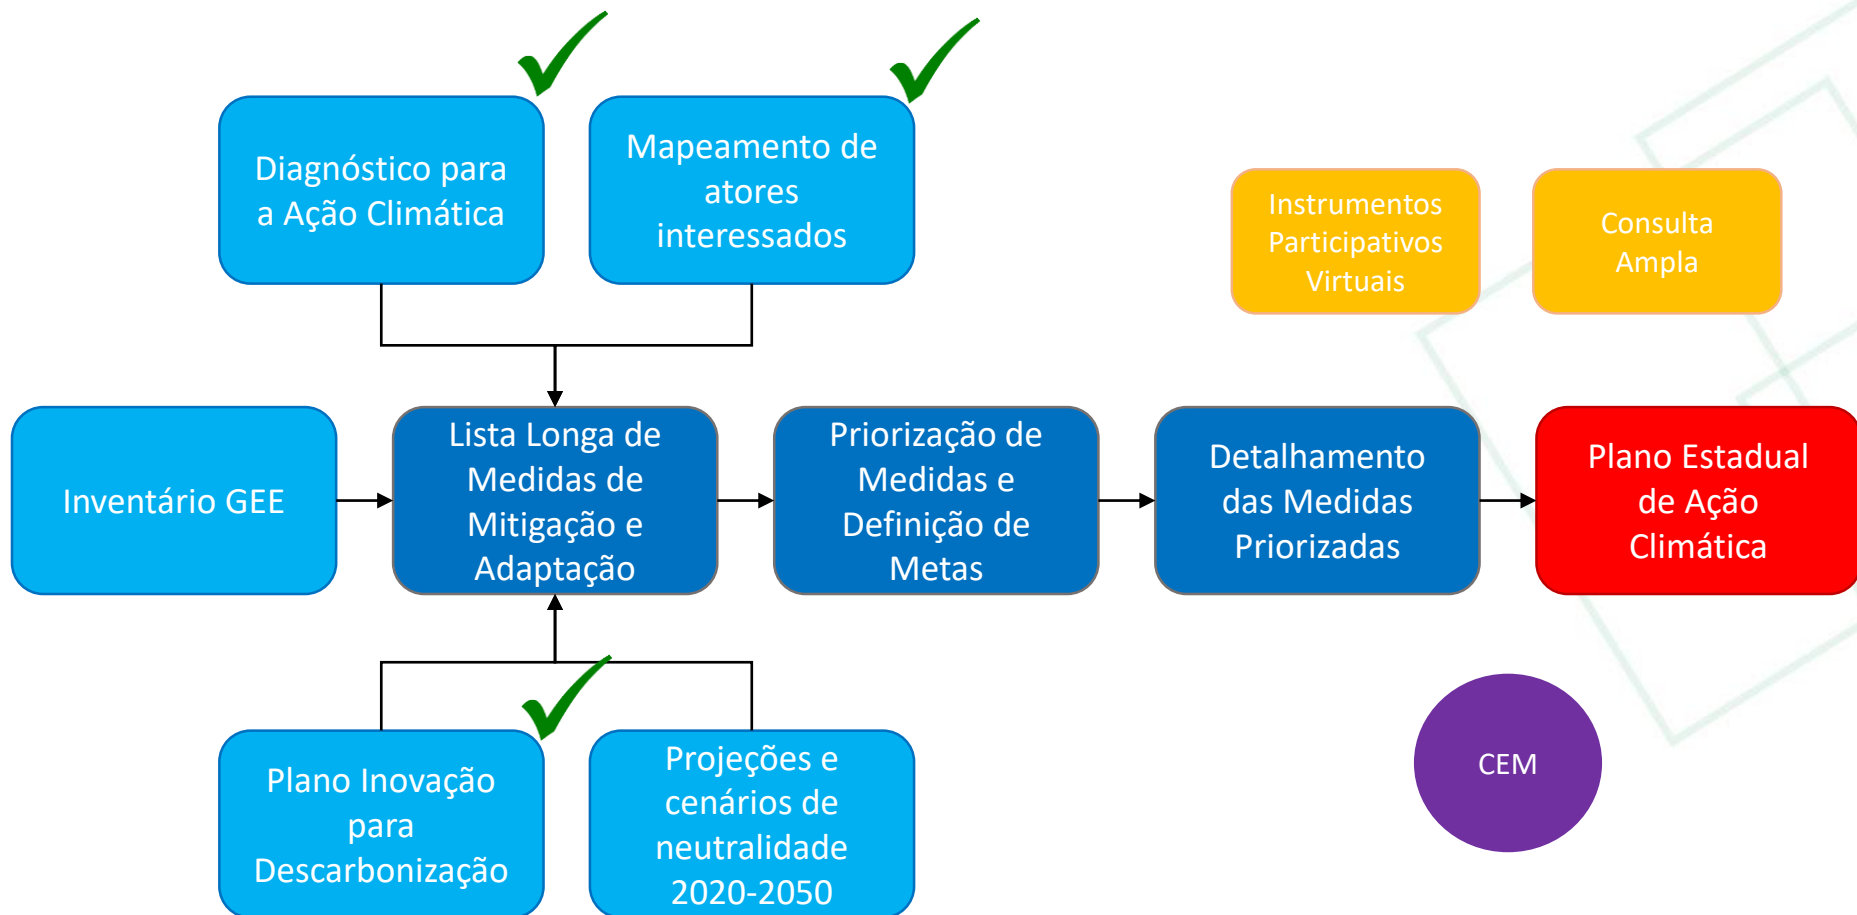 Diagnóstico para
a Ação Climática
Mapeamento de
atores
interessados
Instrumentos
Participativos
Virtuais
Consulta
Ampla
Inventário GEE
Lista Longa de
Medidas de
Mitigação e
Adaptação
Priorização de
Medidas e
Definição de
Metas
Detalhamento
das Medidas
Priorizadas
Plano Estadual
de Ação
Climática
Plano Inovação
para
Descarbonização
Projeções e
cenários de
neutralidade
2020-2050
CEM